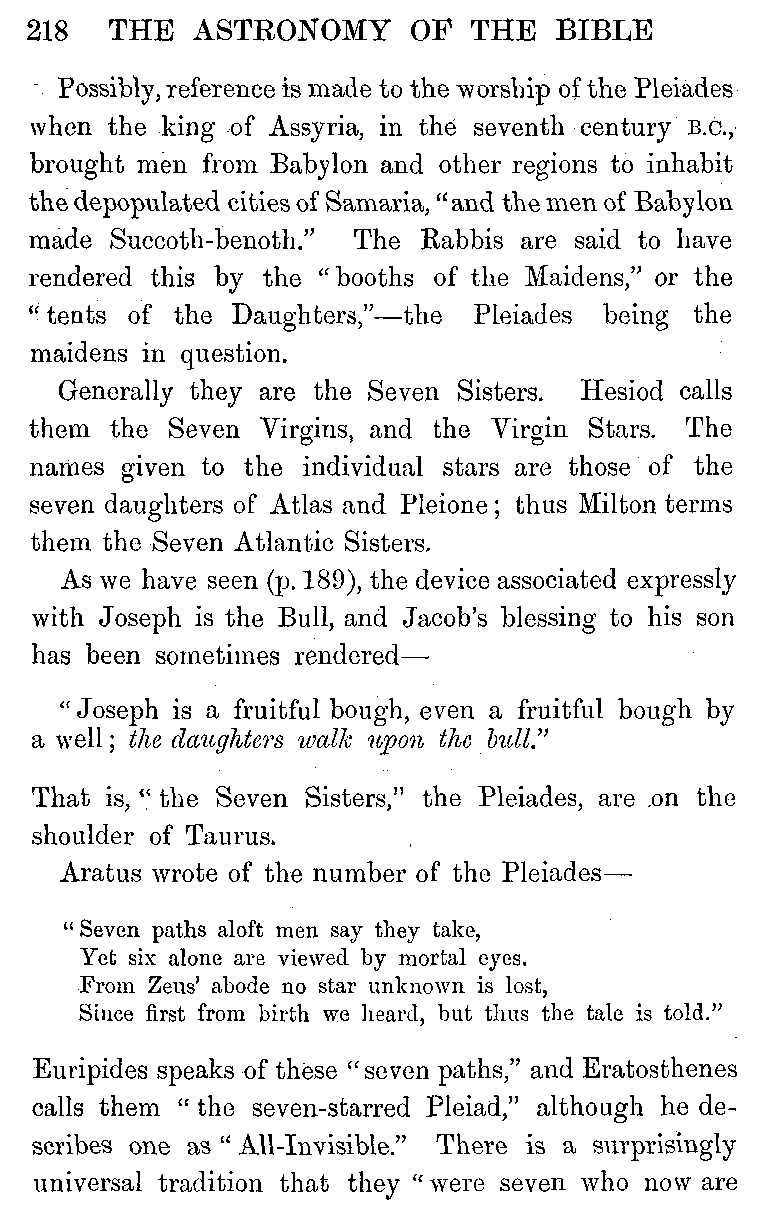 218 THE ASTRONOMY OF THE BIBLE
Possibly, reference is made to the worship of the Pleiades
when the king of Assyria, in the seventh century B.C.,
brought men from Babylon and other regions to inhabit
the depopulated cities of Samaria, "and the men of Babylon
made Succoth-benoth." The Rabbis are said to have
rendered this by the "booths of the Maidens," or the
"tents of the Daughters,"—the Pleiades being the
maidens in question.
Generally they are the Seven Sisters. Hesiod calls
them the Seven Virgins, and the Virgin Stars. The
names given to the individual stars are those of the
seven daughters of Atlas and Pleione; thus Milton terms
them the Seven Atlantic Sisters.
As we have seen (p. 189), the device associated expressly
with Joseph is the Bull, and Jacob's blessing to his son
has been sometimes rendered—
"Joseph is a fruitful bough, even a fruitful bough by
a well; the daughters walk upon the bull."
That is, "the Seven Sisters," the Pleiades, are on the
shoulder of Taurus.
Aratus wrote of the number of the Pleiades—
"Seven paths aloft men say they take,
Yet six alone are viewed by mortal eyes.
From Zeus' abode no star unknown is lost,
Since first from birth we heard, but thus the tale is told."
Euripides speaks of these "seven paths," and Eratosthenes
calls them "the seven-starred Pleiad," although he de-
scribes one as "All-Invisible." There is a surprisingly
universal tradition that they "were seven who now are